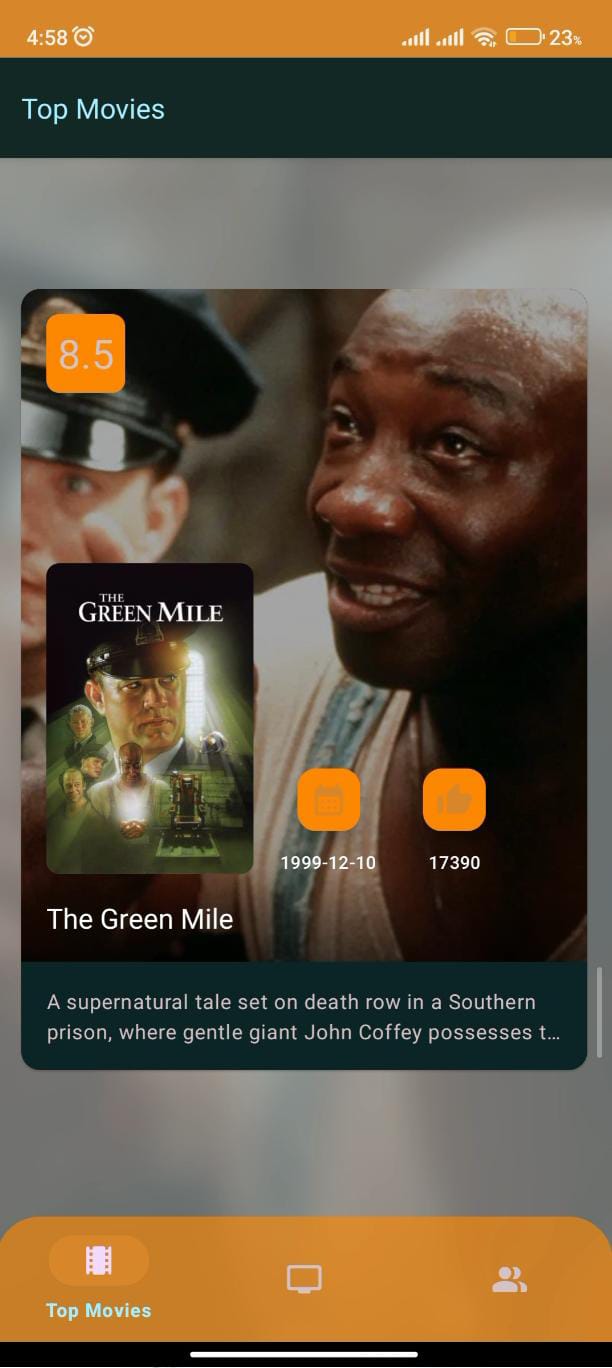 4:58
23%
Top Movies
8.5
THE
GREEN MILE
1999-12-10
17390
The Green Mile
A supernatural tale set on death row in a Southern
prison, where gentle giant John Coffey possesses t…
Top Movies